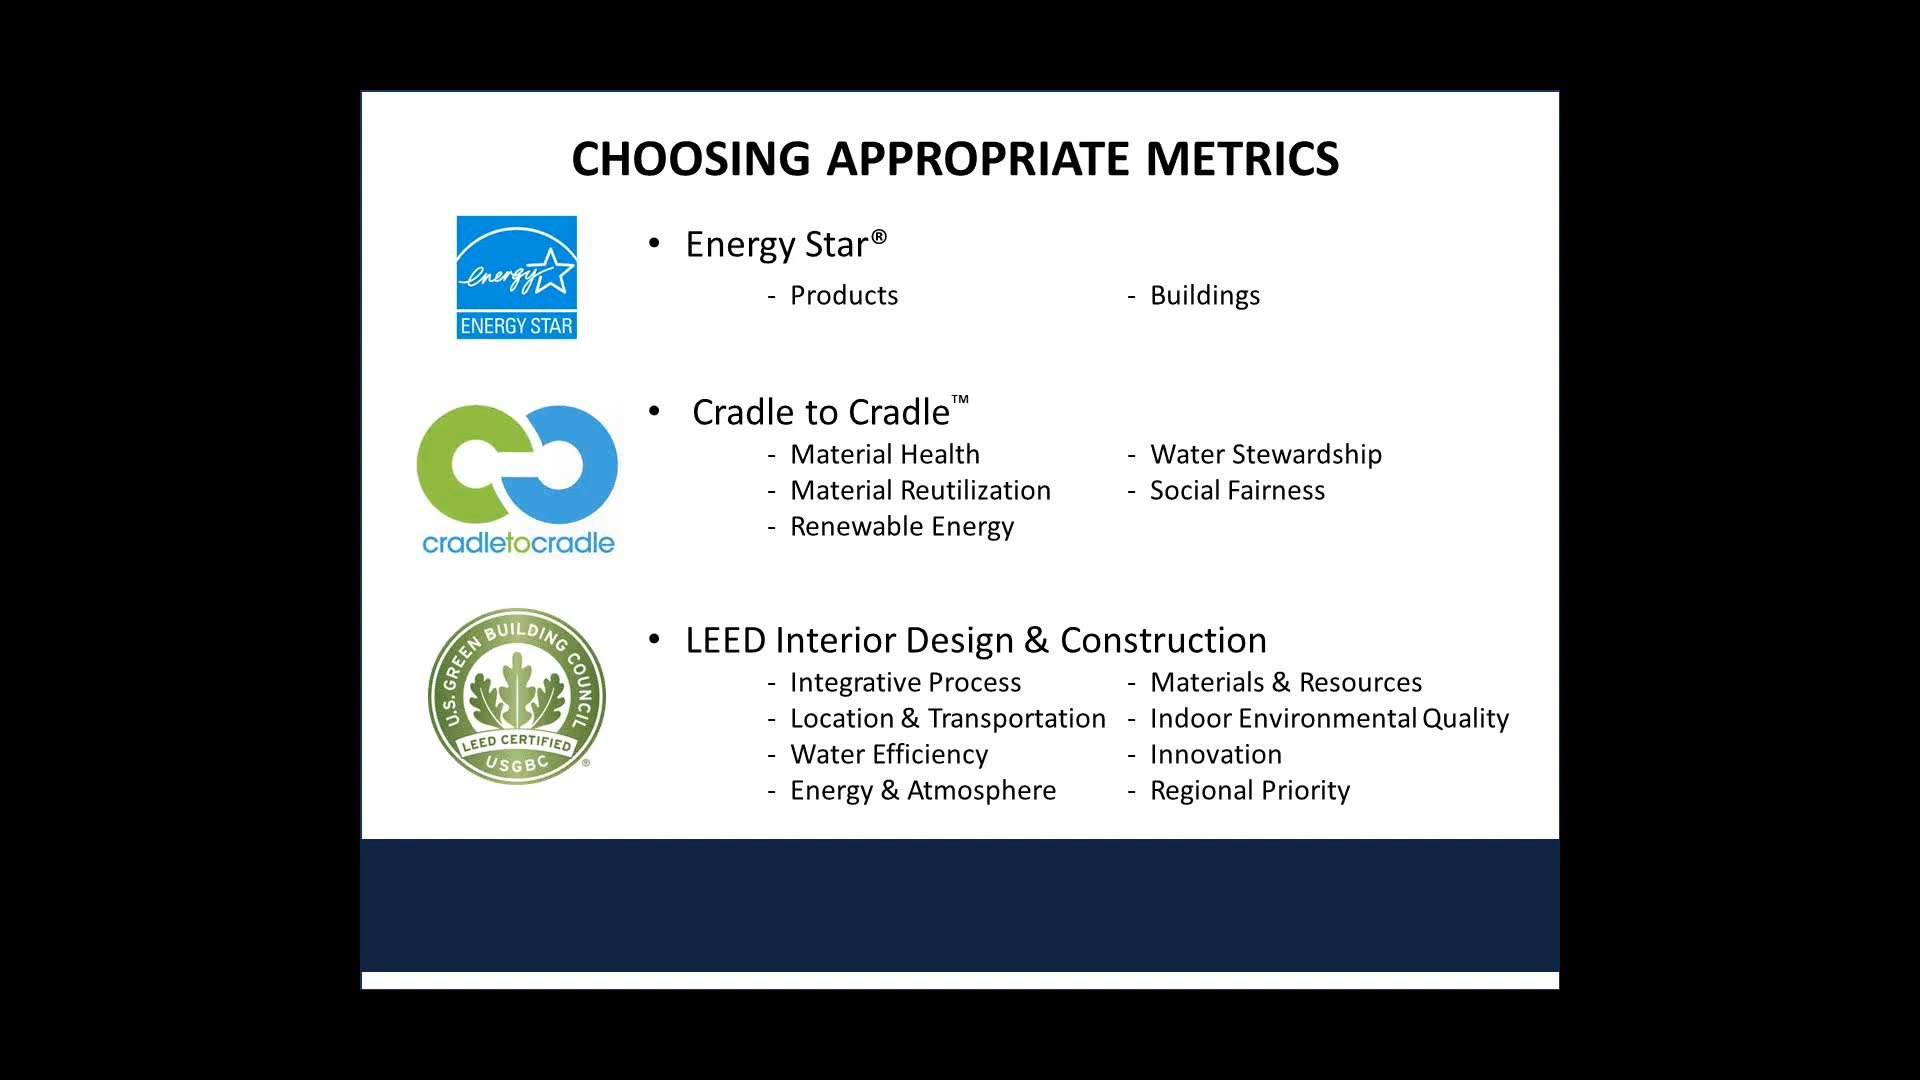 CHOOSING APPROPRIATE METRICS
energy
ENERGY STAR
• Energy Star®
- Products
- Buildings
cradletocradle
• Cradle to Cradle™
- Material Health
- Material Reutilization
- Renewable Energy
- Water Stewardship
- Social Fairness
U.S. GREEN BUILDING COUNCIL
LEED CERTIFIED
USGBC
®
• LEED Interior Design & Construction
- Integrative Process
- Location & Transportation
- Water Efficiency
- Energy & Atmosphere
- Materials & Resources
- Indoor Environmental Quality
- Innovation
- Regional Priority